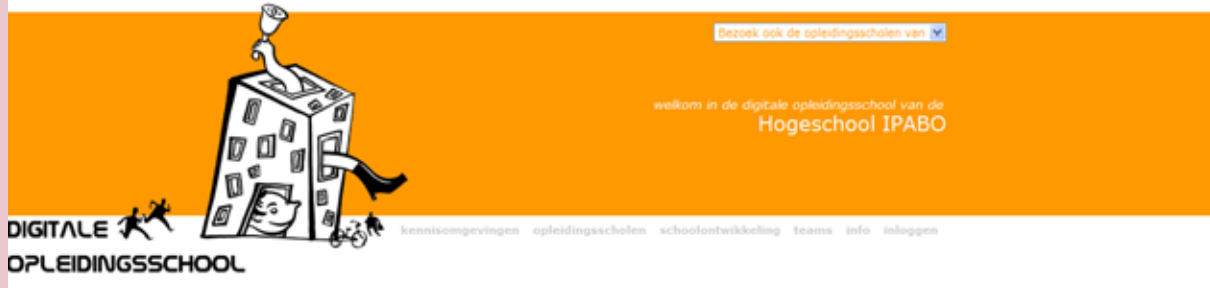 Bezoek ook de opleidingsscholen van
welkom in de digitale opleidingsschool van de
Hogeschool IPABO
DIGITALE
OPLEIDINGSSCHOOL
kennisomgevingen opleidingsscholen schoolontwikkeling teams info inloggen